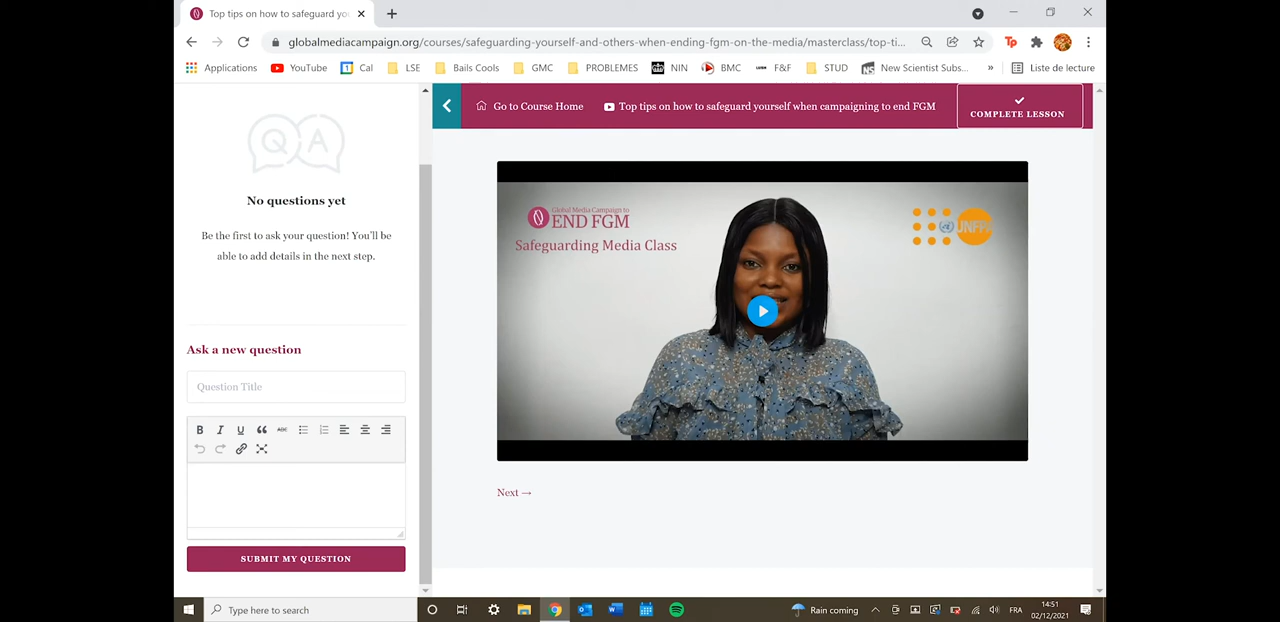 Top tips on how to safeguard yo
globalmediacampaign.org/courses/safeguarding-yourself-and-others-when-ending-fgm-on-the-media/masterclass/top-ti...
Applications YouTube 1 Cal LSE Bails Cools GMC PROBLEMES NIN BMC F&F STUD New Scientist Subs... » Liste de lecture
Go to Course Home Top tips on how to safeguard yourself when campaigning to end FGM COMPLETE LESSON
Q A
No questions yet
Be the first to ask your question! You'll be
able to add details in the next step.
Ask a new question
Question Title
B I U ABC
SUBMIT MY QUESTION
Global Media Campaign to
END FGM
Safeguarding Media Class
UNFPA
Next →
Type here to search
Rain coming FRA 14:51
02/12/2021